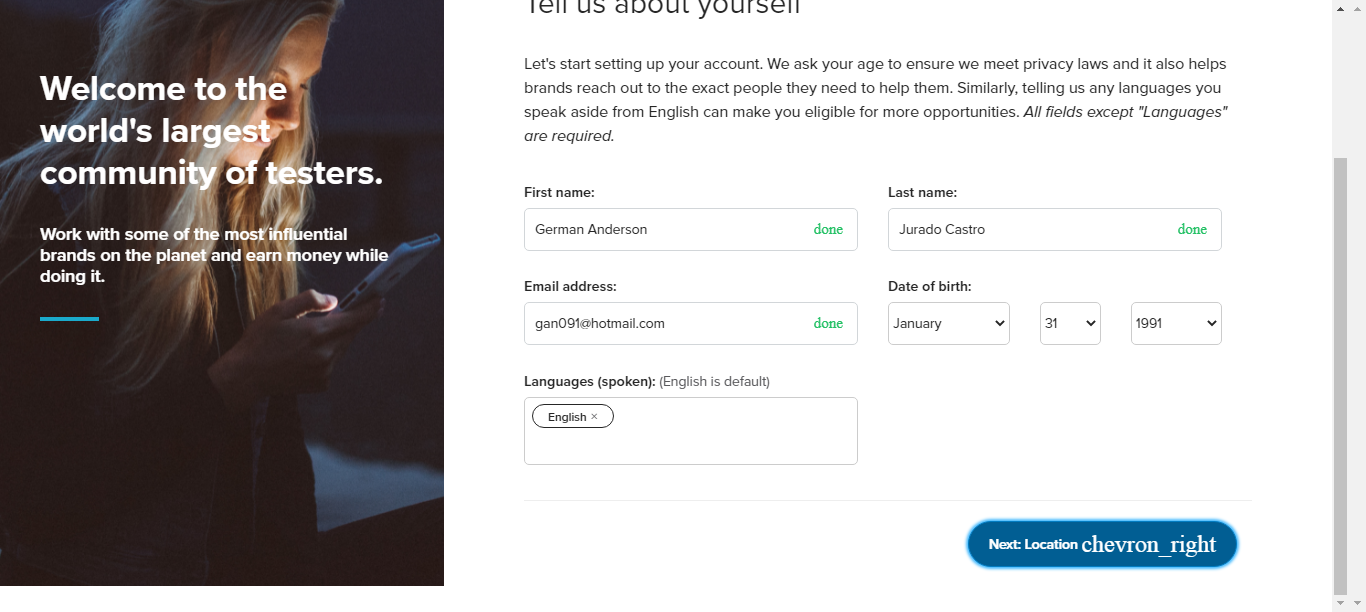 Tell us about yourself
Welcome to the
world's largest
community of testers.
Work with some of the most influential
brands on the planet and earn money while
doing it.
Let's start setting up your account. We ask your age to ensure we meet privacy laws and it also helps
brands reach out to the exact people they need to help them. Similarly, telling us any languages you
speak aside from English can make you eligible for more opportunities. All fields except "Languages"
are required.
First name:
Last name:
German Anderson done
Jurado Castro done
Email address:
Date of birth:
gan091@hotmail.com done
January 31 1991
Languages (spoken): (English is default)
English ×
Next: Location chevron_right